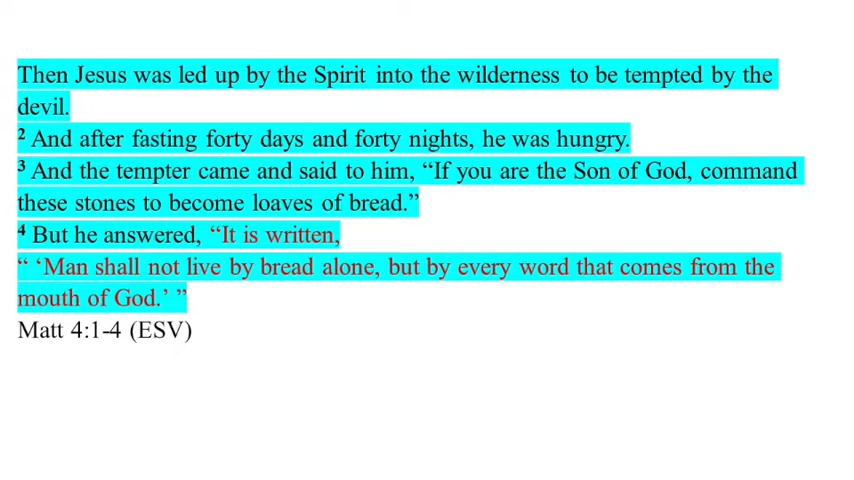 Then Jesus was led up by the Spirit into the wilderness to be tempted by the
devil.
² And after fasting forty days and forty nights, he was hungry.
³ And the tempter came and said to him, “If you are the Son of God, command
these stones to become loaves of bread.”
⁴ But he answered, “It is written,
“ ‘Man shall not live by bread alone, but by every word that comes from the
mouth of God.’ ”
Matt 4:1-4 (ESV)